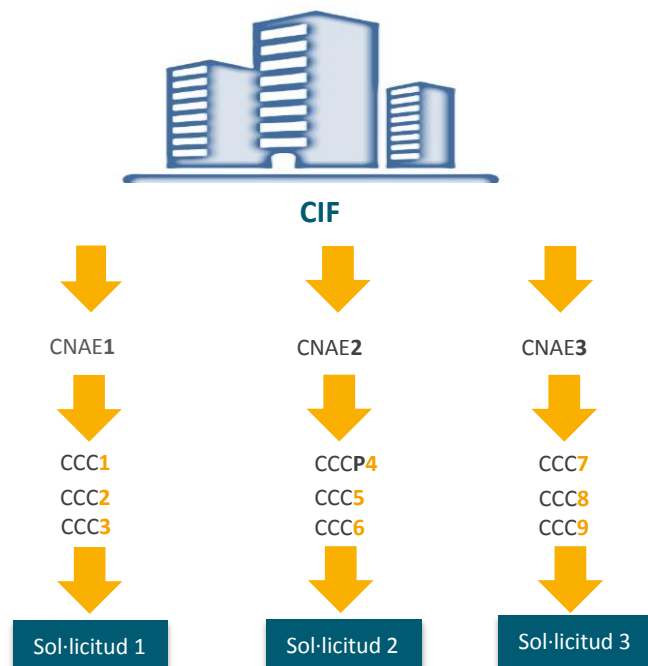 CIF
CNAE1
CNAE2
CNAE3
CCC1
CCC2
CCC3
CCCP4
CCC5
CCC6
CCC7
CCC8
CCC9
Sol·licitud 1
Sol·licitud 2
Sol·licitud 3